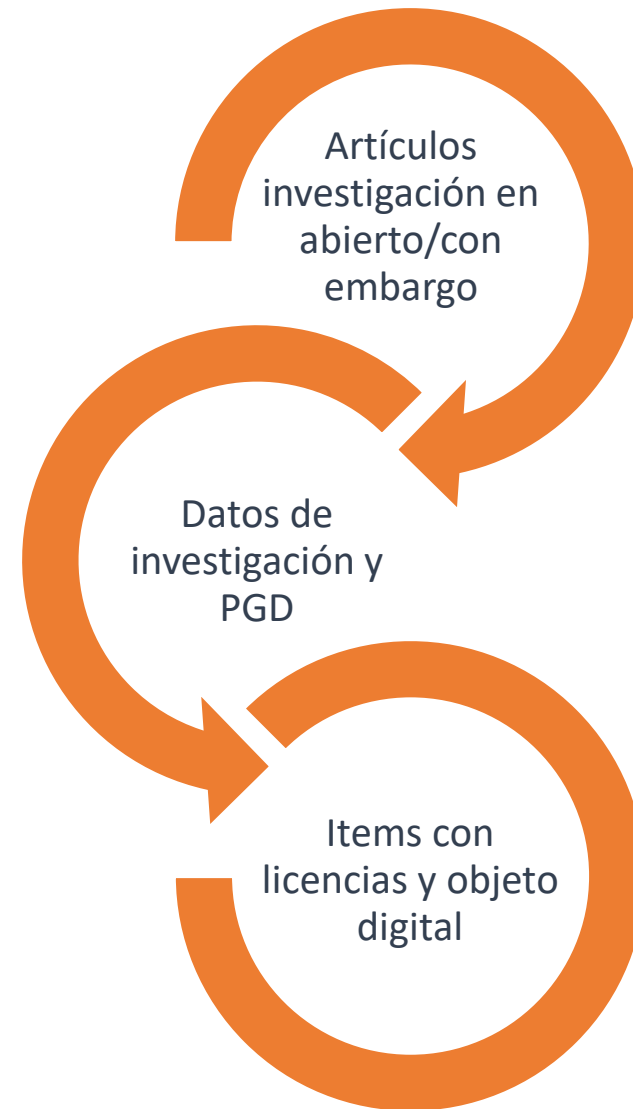 Artículos
investigación en
abierto/con
embargo
Datos de
investigación y
PGD
Items con
licencias y objeto
digital